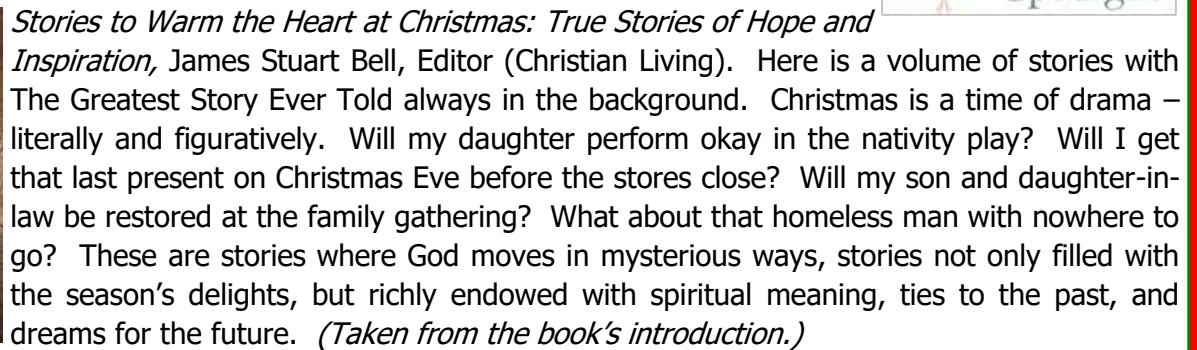 Stories to Warm the Heart at Christmas: True Stories of Hope and
Inspiration, James Stuart Bell, Editor (Christian Living).  Here is a volume of stories with
The Greatest Story Ever Told always in the background.  Christmas is a time of drama –
literally and figuratively.  Will my daughter perform okay in the nativity play?  Will I get
that last present on Christmas Eve before the stores close?  Will my son and daughter-in-
law be restored at the family gathering?  What about that homeless man with nowhere to
go?  These are stories where God moves in mysterious ways, stories not only filled with
the season’s delights, but richly endowed with spiritual meaning, ties to the past, and
dreams for the future.  (Taken from the book’s introduction.)